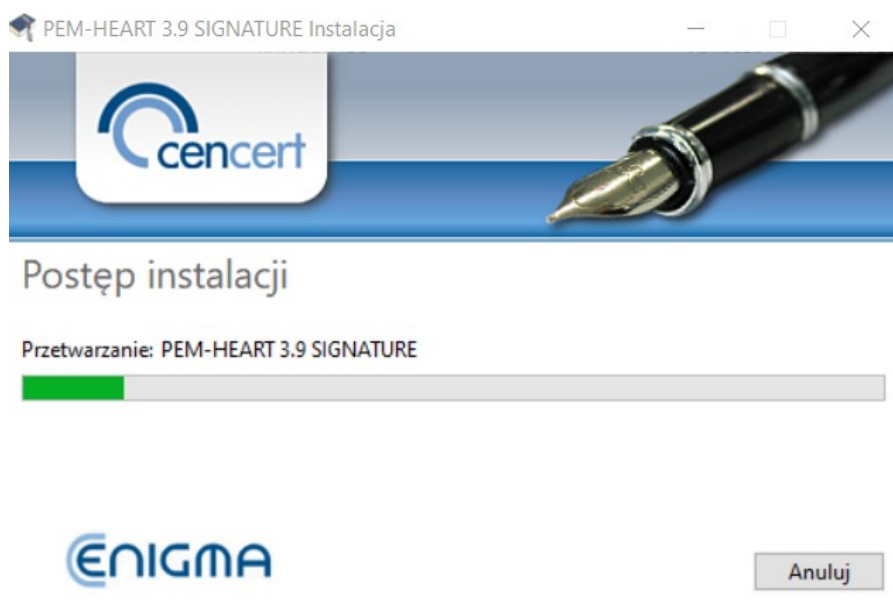 PEM-HEART 3.9 SIGNATURE Instalacja
cencert
Postęp instalacji
Przetwarzanie: PEM-HEART 3.9 SIGNATURE
ENIGMA
Anuluj